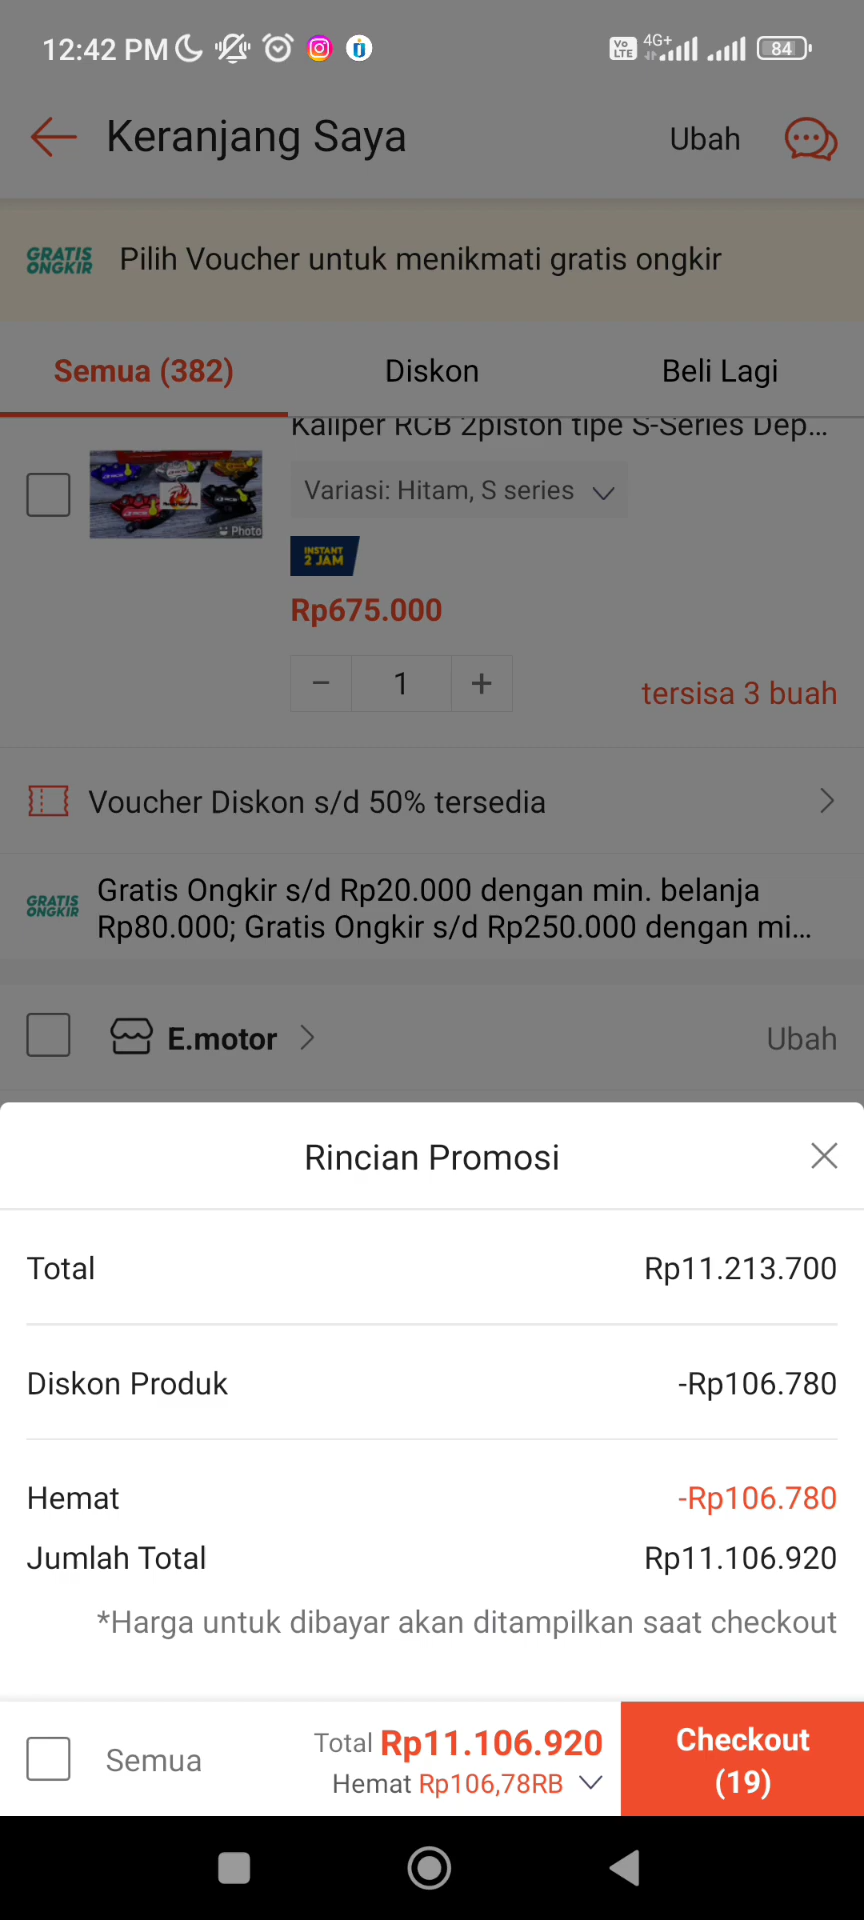 12:42 PM
Vo LTE 4G+ 84
Keranjang Saya
Ubah
GRATIS ONGKIR Pilih Voucher untuk menikmati gratis ongkir
Semua (382)
Diskon
Beli Lagi
Kaliper RCB 2piston tipe S-Series Dep...
Photo
Variasi: Hitam, S series
INSTANT
2 JAM
Rp675.000
− 1 +
tersisa 3 buah
Voucher Diskon s/d 50% tersedia
GRATIS ONGKIR
Gratis Ongkir s/d Rp20.000 dengan min. belanja
Rp80.000; Gratis Ongkir s/d Rp250.000 dengan mi...
E.motor
Ubah
Rincian Promosi
Total Rp11.213.700
Diskon Produk -Rp106.780
Hemat -Rp106.780
Jumlah Total Rp11.106.920
*Harga untuk dibayar akan ditampilkan saat checkout
Semua
Total Rp11.106.920
Hemat Rp106,78RB
Checkout
(19)